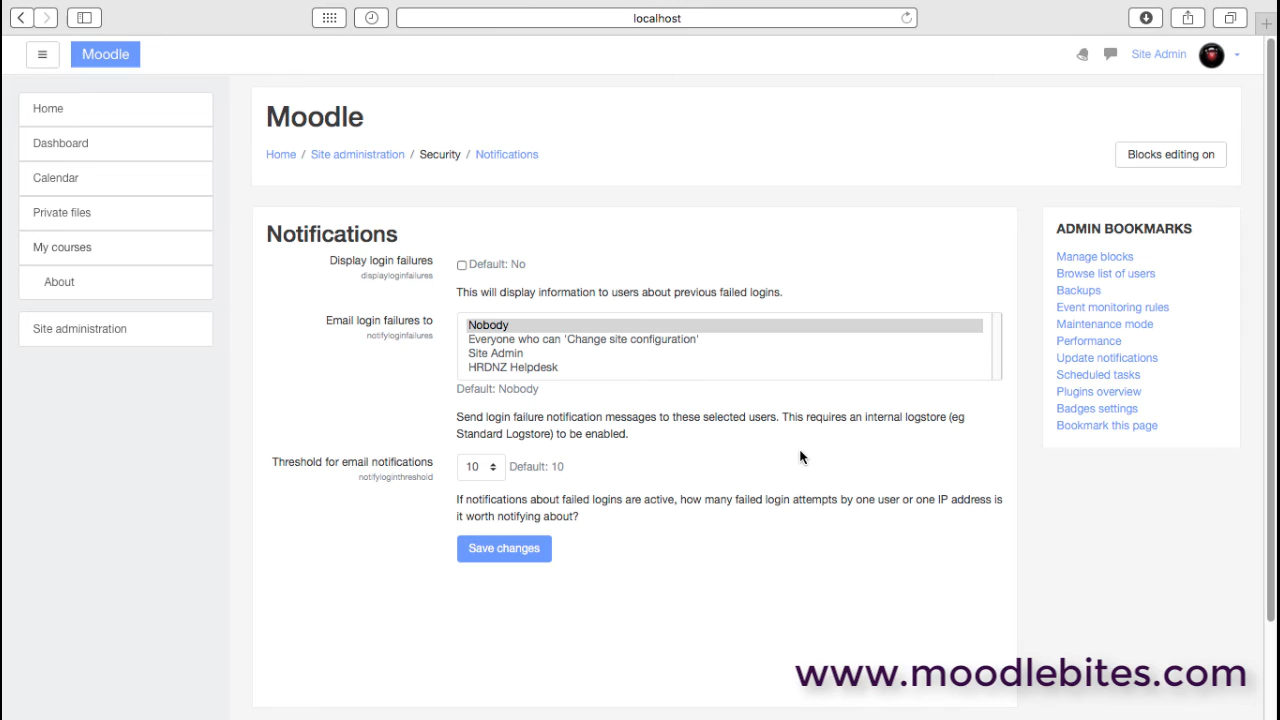 localhost
Moodle
Site Admin
Home
Dashboard
Calendar
Private files
My courses
About
Site administration
Moodle
Home / Site administration / Security / Notifications
Blocks editing on
Notifications
Display login failures
displayloginfailures
Default: No
This will display information to users about previous failed logins.
Email login failures to
notifyloginfailures
Nobody
Everyone who can 'Change site configuration'
Site Admin
HRDNZ Helpdesk
Default: Nobody
Send login failure notification messages to these selected users. This requires an internal logstore (eg
Standard Logstore) to be enabled.
Threshold for email notifications
notifyloginthreshold
10 Default: 10
If notifications about failed logins are active, how many failed login attempts by one user or one IP address is
it worth notifying about?
Save changes
ADMIN BOOKMARKS
Manage blocks
Browse list of users
Backups
Event monitoring rules
Maintenance mode
Performance
Update notifications
Scheduled tasks
Plugins overview
Badges settings
Bookmark this page
www.moodlebites.com